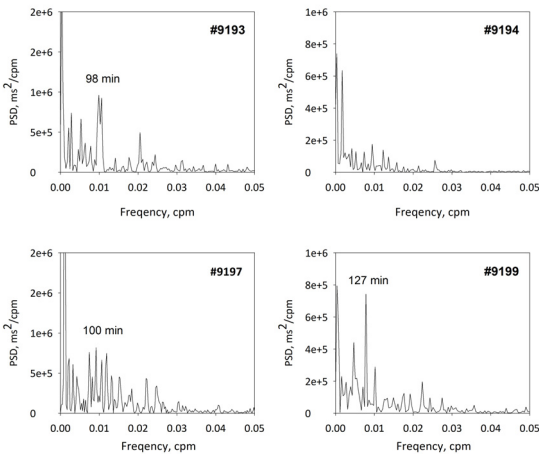 2e+6
#9193
2e+6
98 min
1e+6
5e+5
0
PSD, ms2/cpm
0.00 0.01 0.02 0.03 0.04 0.05
Freqency, cpm
1e+6
#9194
8e+5
6e+5
4e+5
2e+5
0
PSD, ms2/cpm
0.00 0.01 0.02 0.03 0.04 0.05
Freqency, cpm
2e+6
#9197
2e+6
100 min
1e+6
5e+5
0
PSD, ms2/cpm
0.00 0.01 0.02 0.03 0.04 0.05
Freqency, cpm
1e+6
#9199
127 min
8e+5
6e+5
4e+5
2e+5
0
PSD, ms2/cpm
0.00 0.01 0.02 0.03 0.04 0.05
Freqency, cpm